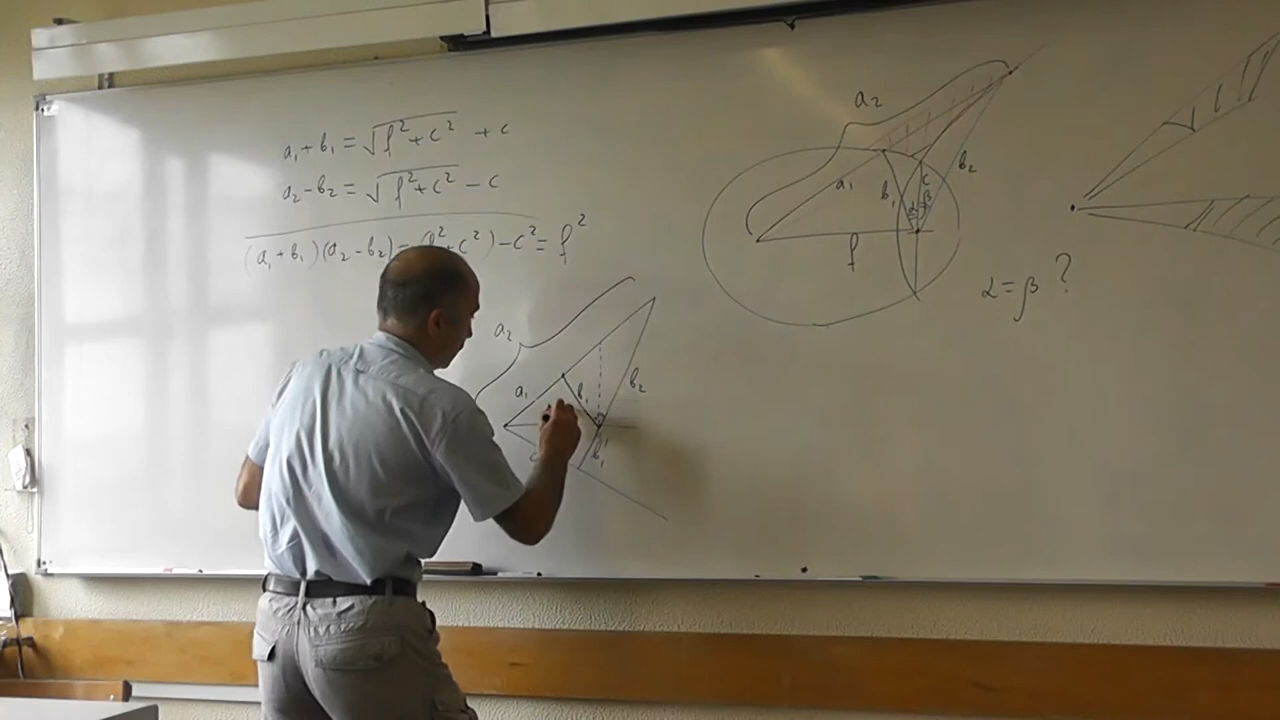 a₁ + b₁ = √(f² + c²) + c
a₂ - b₂ = √(f² + c²) - c
(a₁ + b₁)(a₂ - b₂) = (f² + c²) - c² = f²
a₂
a₁
b₁
b₂
b₁'
a₂
a₁
b₁
c
b₂
α
β
f
α = β ?